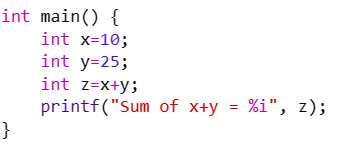 int main() {
    int x=10;
    int y=25;
    int z=x+y;
    printf("Sum of x+y = %i", z);
}